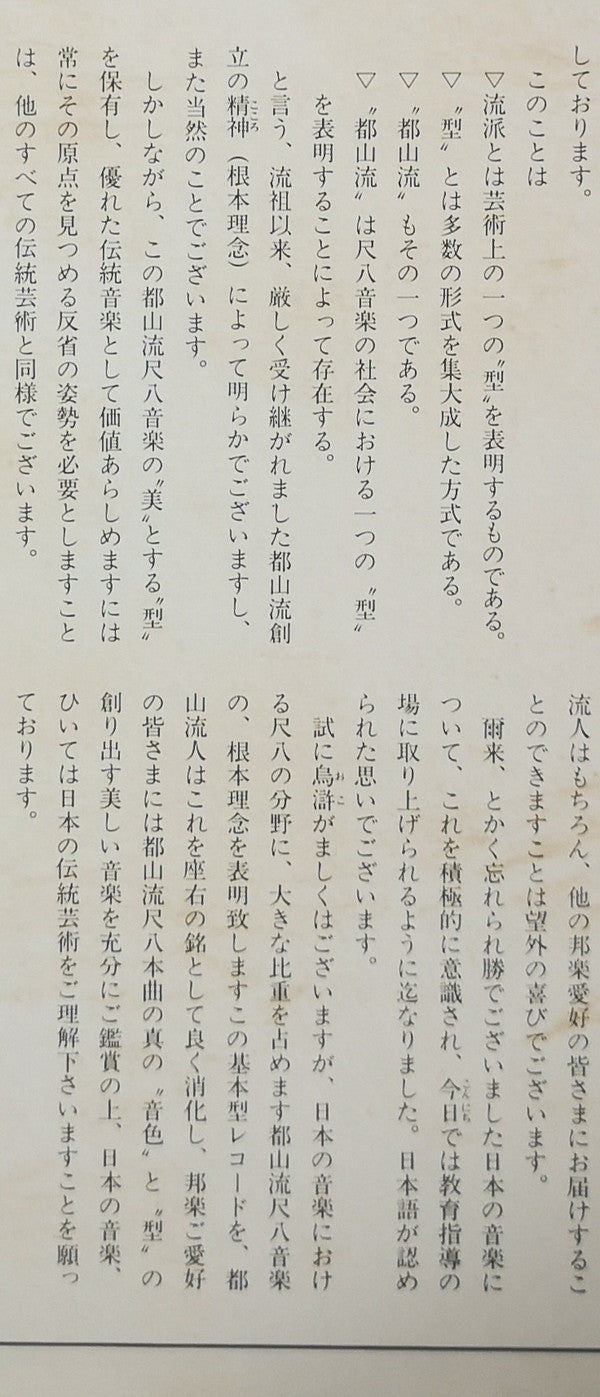 しております。
このことは
▽流派とは芸術上の一つの〝型〟を表明するものである。
▽〝型〟とは多数の形式を集大成した方式である。
▽〝都山流〟もその一つである。
▽〝都山流〟は尺八音楽の社会における一つの〝型〟
を表明することによって存在する。
と言う、流祖以来、厳しく受け継がれました都山流創
立の精神（根本理念）によって明らかでございますし、
また当然のことでございます。
しかしながら、この都山流尺八音楽の〝美〟とする〝型〟
を保有し、優れた伝統音楽として価値あらしめますには
常にその原点を見つめる反省の姿勢を必要としますこと
は、他のすべての伝統芸術と同様でございます。
流人はもちろん、他の邦楽愛好の皆さまにお届けするこ
とのできますことは望外の喜びでございます。
爾来、とかく忘れられ勝でございました日本の音楽に
ついて、これを積極的に意識され、今日では教育指導の
場に取り上げられるように迄なりました。日本語が認め
られた思いでございます。
試に烏滸がましくはございますが、日本の音楽におけ
る尺八の分野に、大きな比重を占めます都山流尺八音楽
の、根本理念を表明致しますこの基本型レコードを、都
山流人はこれを座右の銘として良く消化し、邦楽ご愛好
の皆さまには都山流尺八本曲の真の〝音色〟と〝型〟の
創り出す美しい音楽を充分にご鑑賞の上、日本の音楽、
ひいては日本の伝統芸術をご理解下さいますことを願っ
ております。